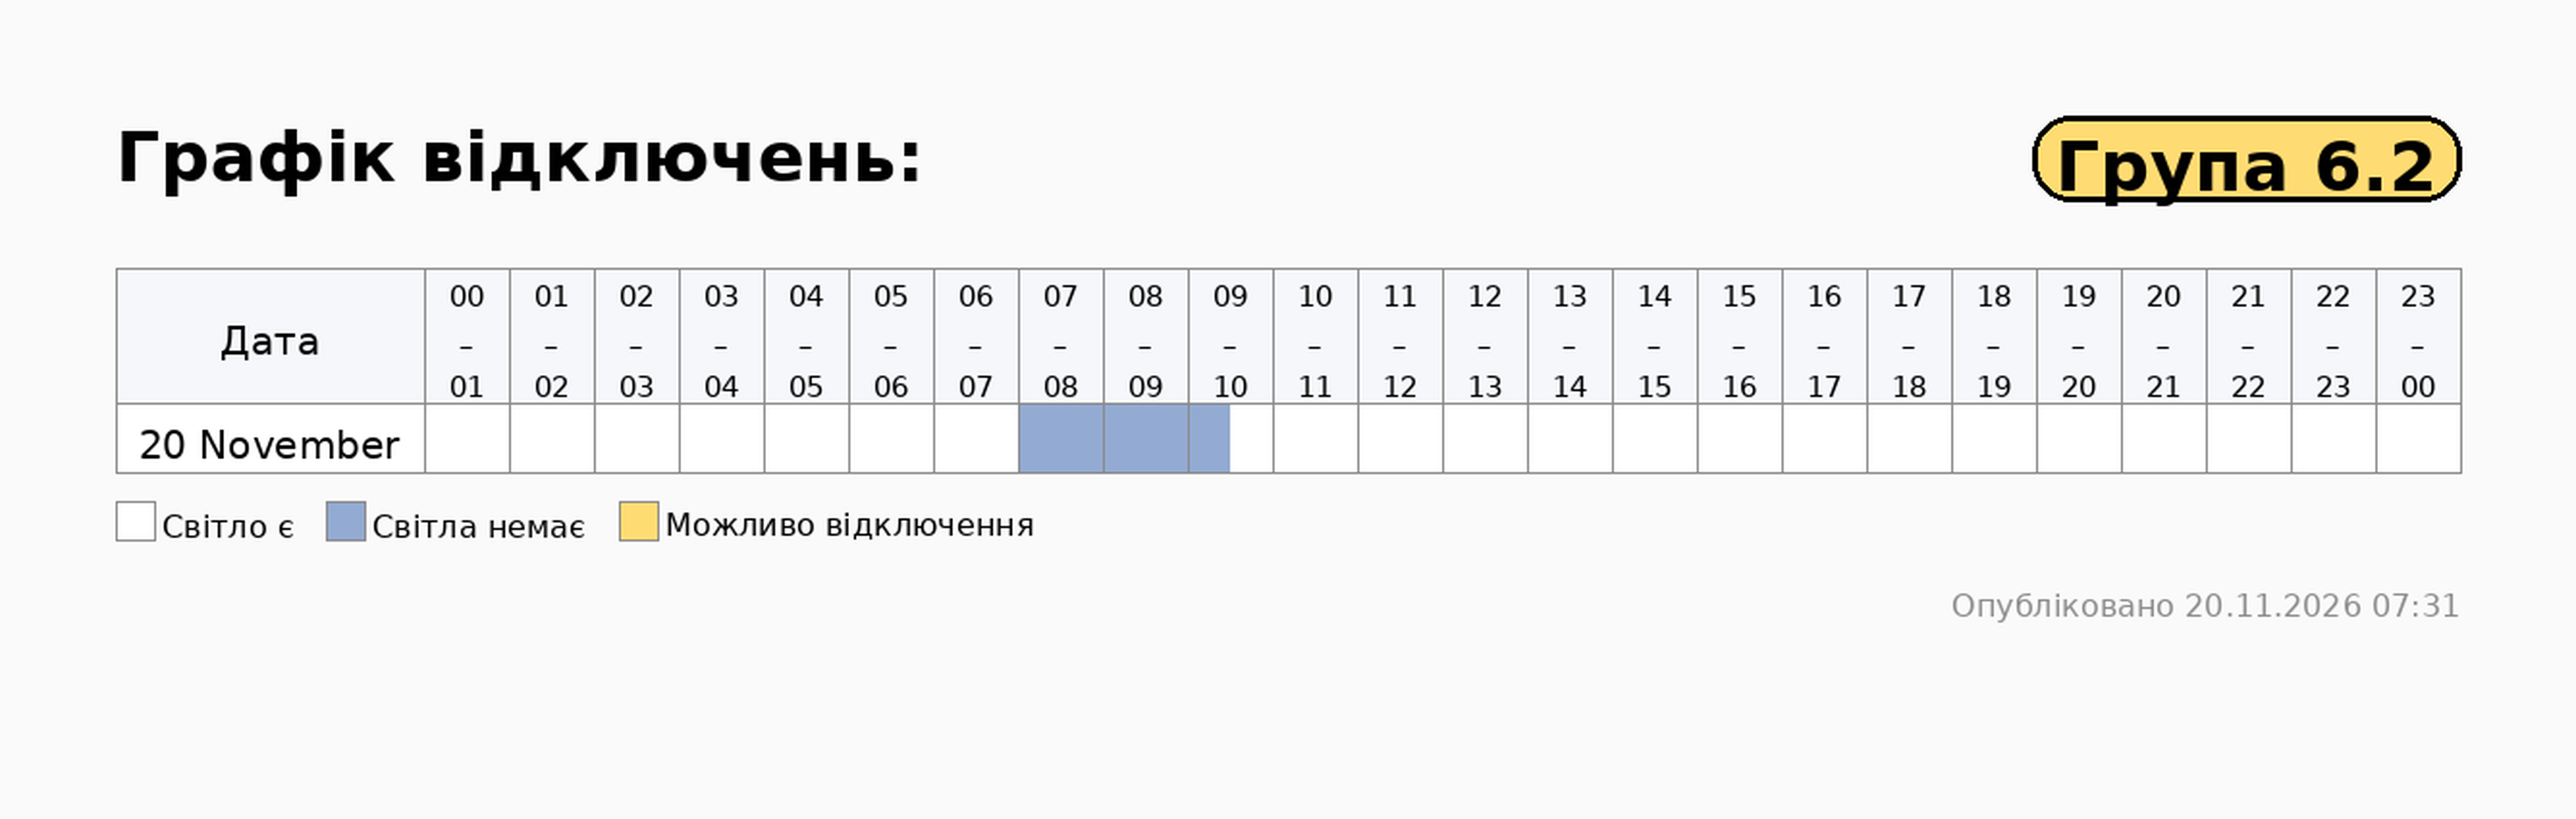 Графік відключень:
Група 6.2
Дата
00 – 01
01 – 02
02 – 03
03 – 04
04 – 05
05 – 06
06 – 07
07 – 08
08 – 09
09 – 10
10 – 11
11 – 12
12 – 13
13 – 14
14 – 15
15 – 16
16 – 17
17 – 18
18 – 19
19 – 20
20 – 21
21 – 22
22 – 23
23 – 00
20 November
Світло є
Світла немає
Можливо відключення
Опубліковано 20.11.2026 07:31